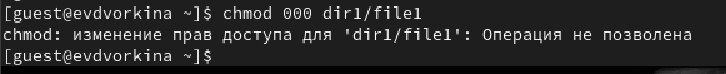 [guest@evdvorkina ~]$ chmod 000 dir1/file1
chmod: изменение прав доступа для 'dir1/file1': Операция не позволена
[guest@evdvorkina ~]$